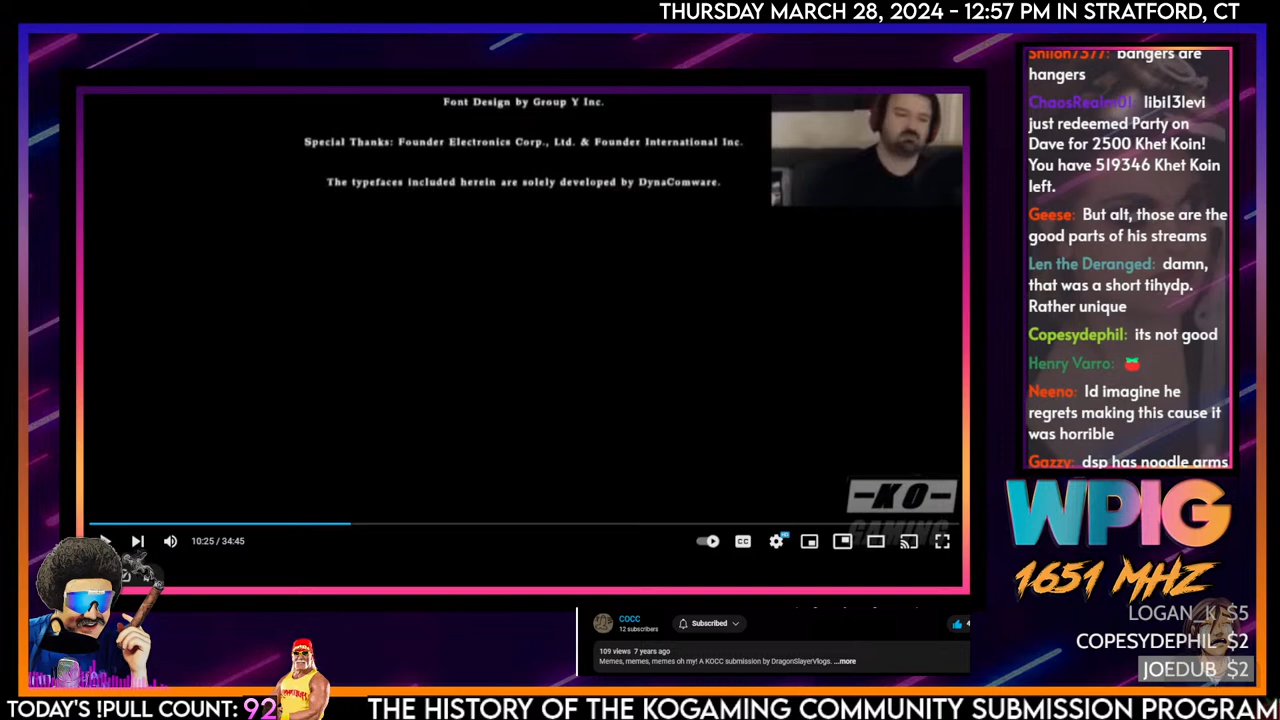 THURSDAY MARCH 28, 2024 - 12:57 PM IN STRATFORD, CT
Font Design by Group Y Inc.
Special Thanks: Founder Electronics Corp., Ltd. & Founder International Inc.
The typefaces included herein are solely developed by DynaComware.
-KO-
GAMING
10:25 / 34:45
CC
COCC
12 subscribers
Subscribed
4
109 views 7 years ago
Memes, memes, memes oh my! A KOCC submission by DragonSlayerVlogs. ...more
Shiion7377: bangers are
hangers
ChaosRealm01: libi13levi
just redeemed Party on
Dave for 2500 Khet Koin!
You have 519346 Khet Koin
left.
Geese: But alt, those are the
good parts of his streams
Len the Deranged: damn,
that was a short tihydp.
Rather unique
Copesydephil: its not good
Henry Varro:
Neeno: Id imagine he
regrets making this cause it
was horrible
Gazzy: dsp has noodle arms
WPIG
1651 MHZ
LOGAN_K $5
COPESYDEPHIL $2
JOEDUB $2
TODAY'S !PULL COUNT: 92
THE HISTORY OF THE KOGAMING COMMUNITY SUBMISSION PROGRAM